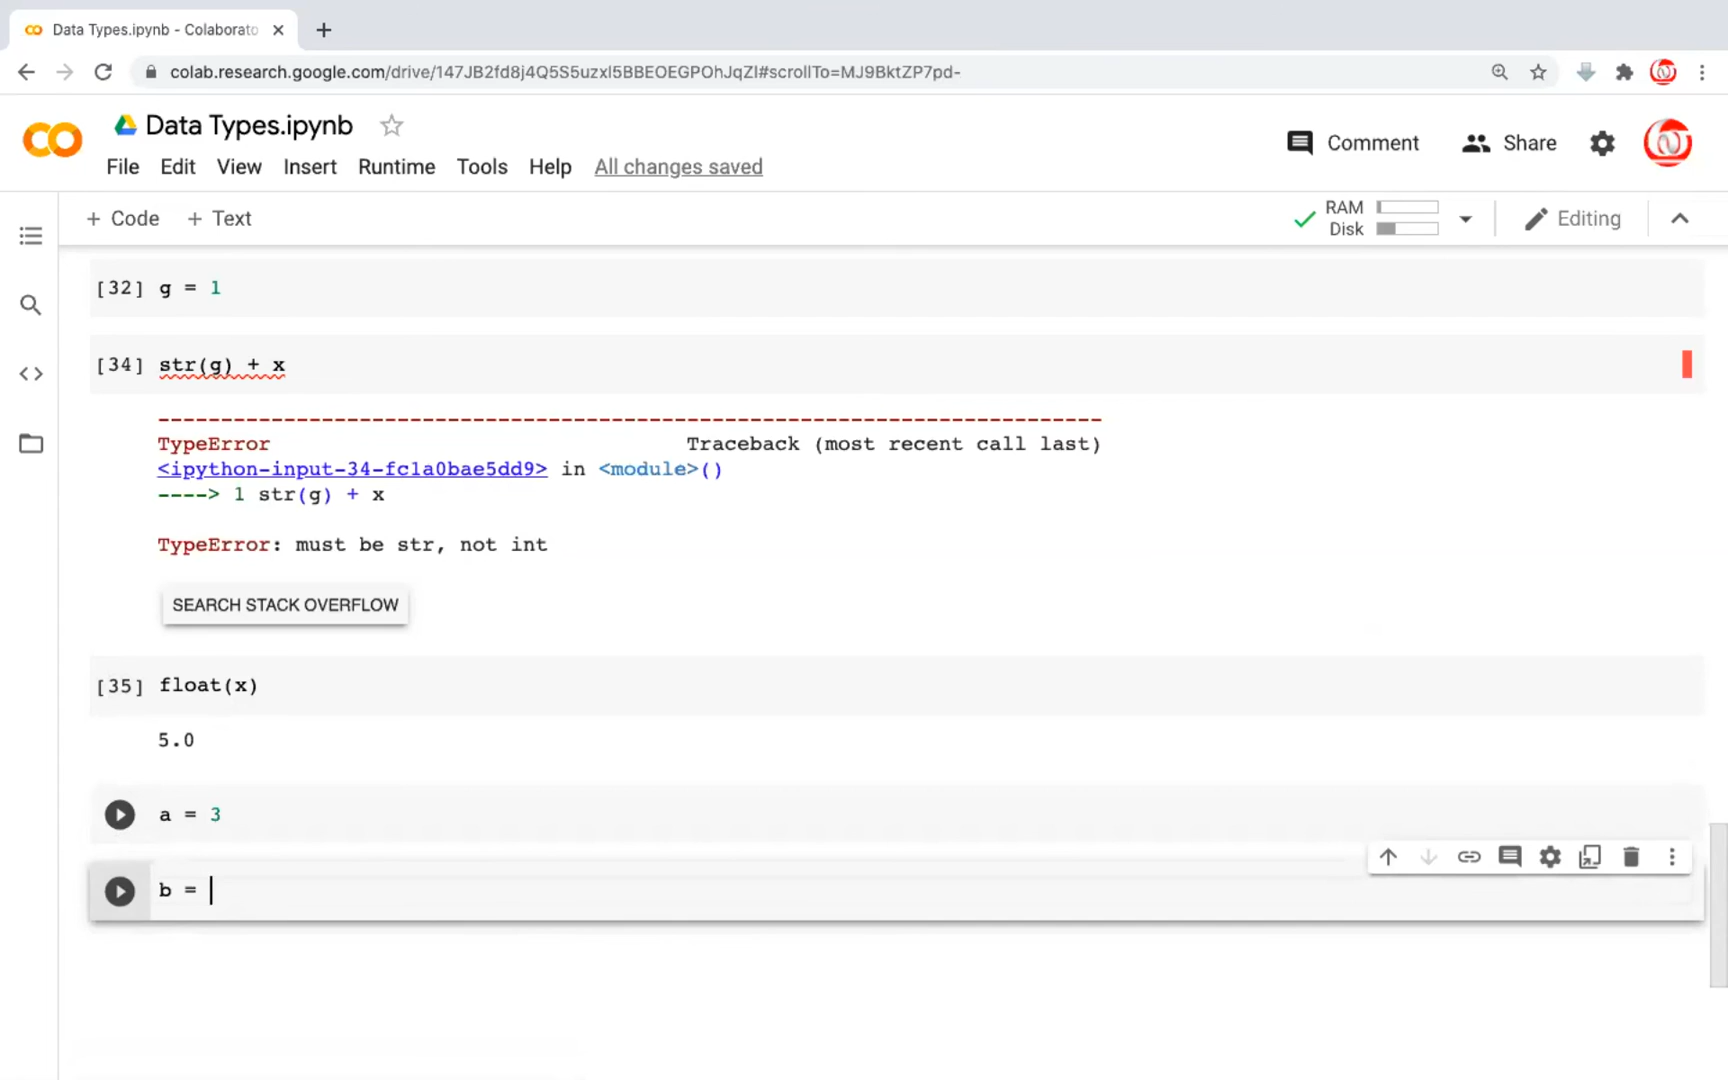 Data Types.ipynb - Colaborato
colab.research.google.com/drive/147JB2fd8j4Q5S5uzxI5BBEOEGPOhJqZI#scrollTo=MJ9BktZP7pd-
Data Types.ipynb
Comment Share
File Edit View Insert Runtime Tools Help All changes saved
+ Code + Text
RAM
Disk
Editing
[32] g = 1
[34] str(g) + x
---------------------------------------------------------------------------
TypeError Traceback (most recent call last)
<ipython-input-34-fc1a0bae5dd9> in <module>()
----> 1 str(g) + x
TypeError: must be str, not int
SEARCH STACK OVERFLOW
[35] float(x)
5.0
a = 3
b =